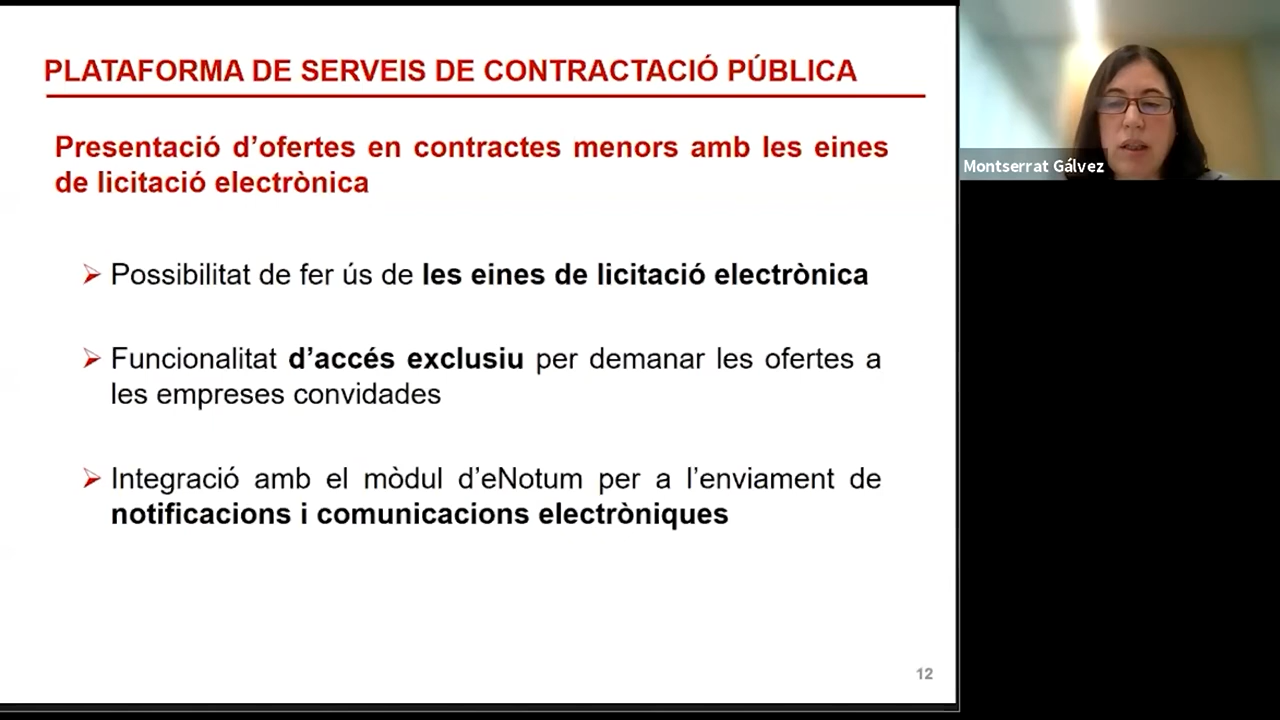 PLATAFORMA DE SERVEIS DE CONTRACTACIÓ PÚBLICA
Presentació d’ofertes en contractes menors amb les eines
de licitació electrònica
Possibilitat de fer ús de les eines de licitació electrònica
Funcionalitat d’accés exclusiu per demanar les ofertes a
les empreses convidades
Integració amb el mòdul d’eNotum per a l’enviament de
notificacions i comunicacions electròniques
12
Montserrat Gálvez